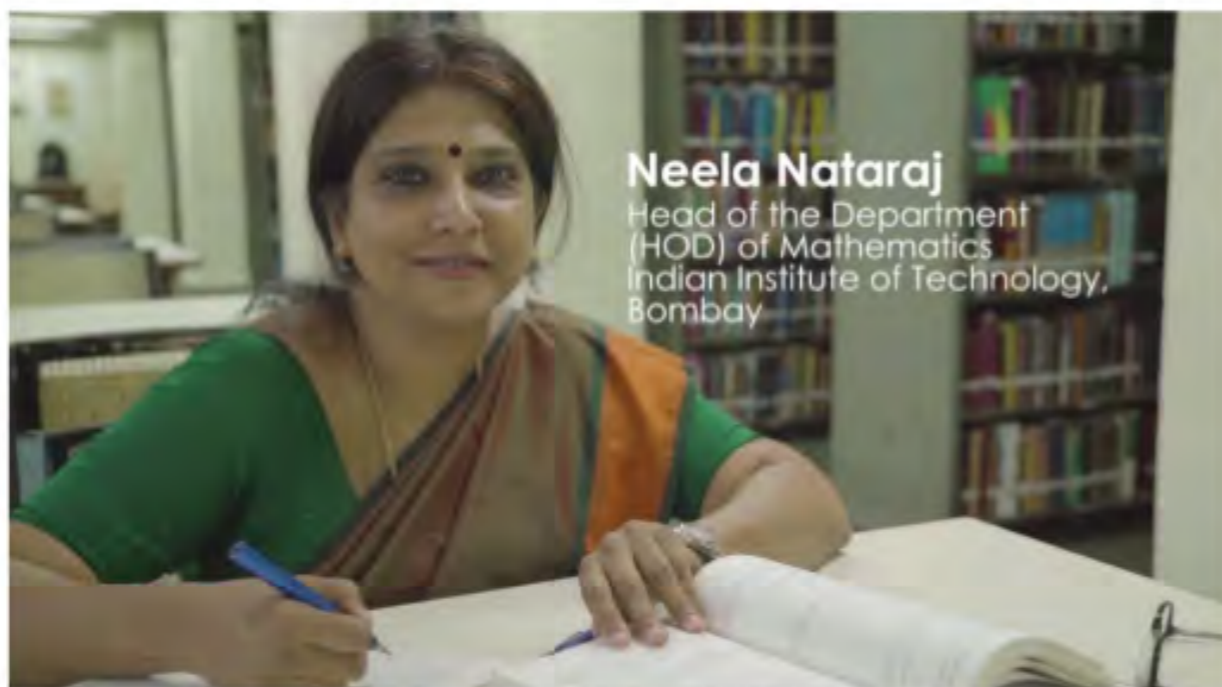 Neela Nataraj
Head of the Department
(HOD) of Mathematics
Indian Institute of Technology,
Bombay